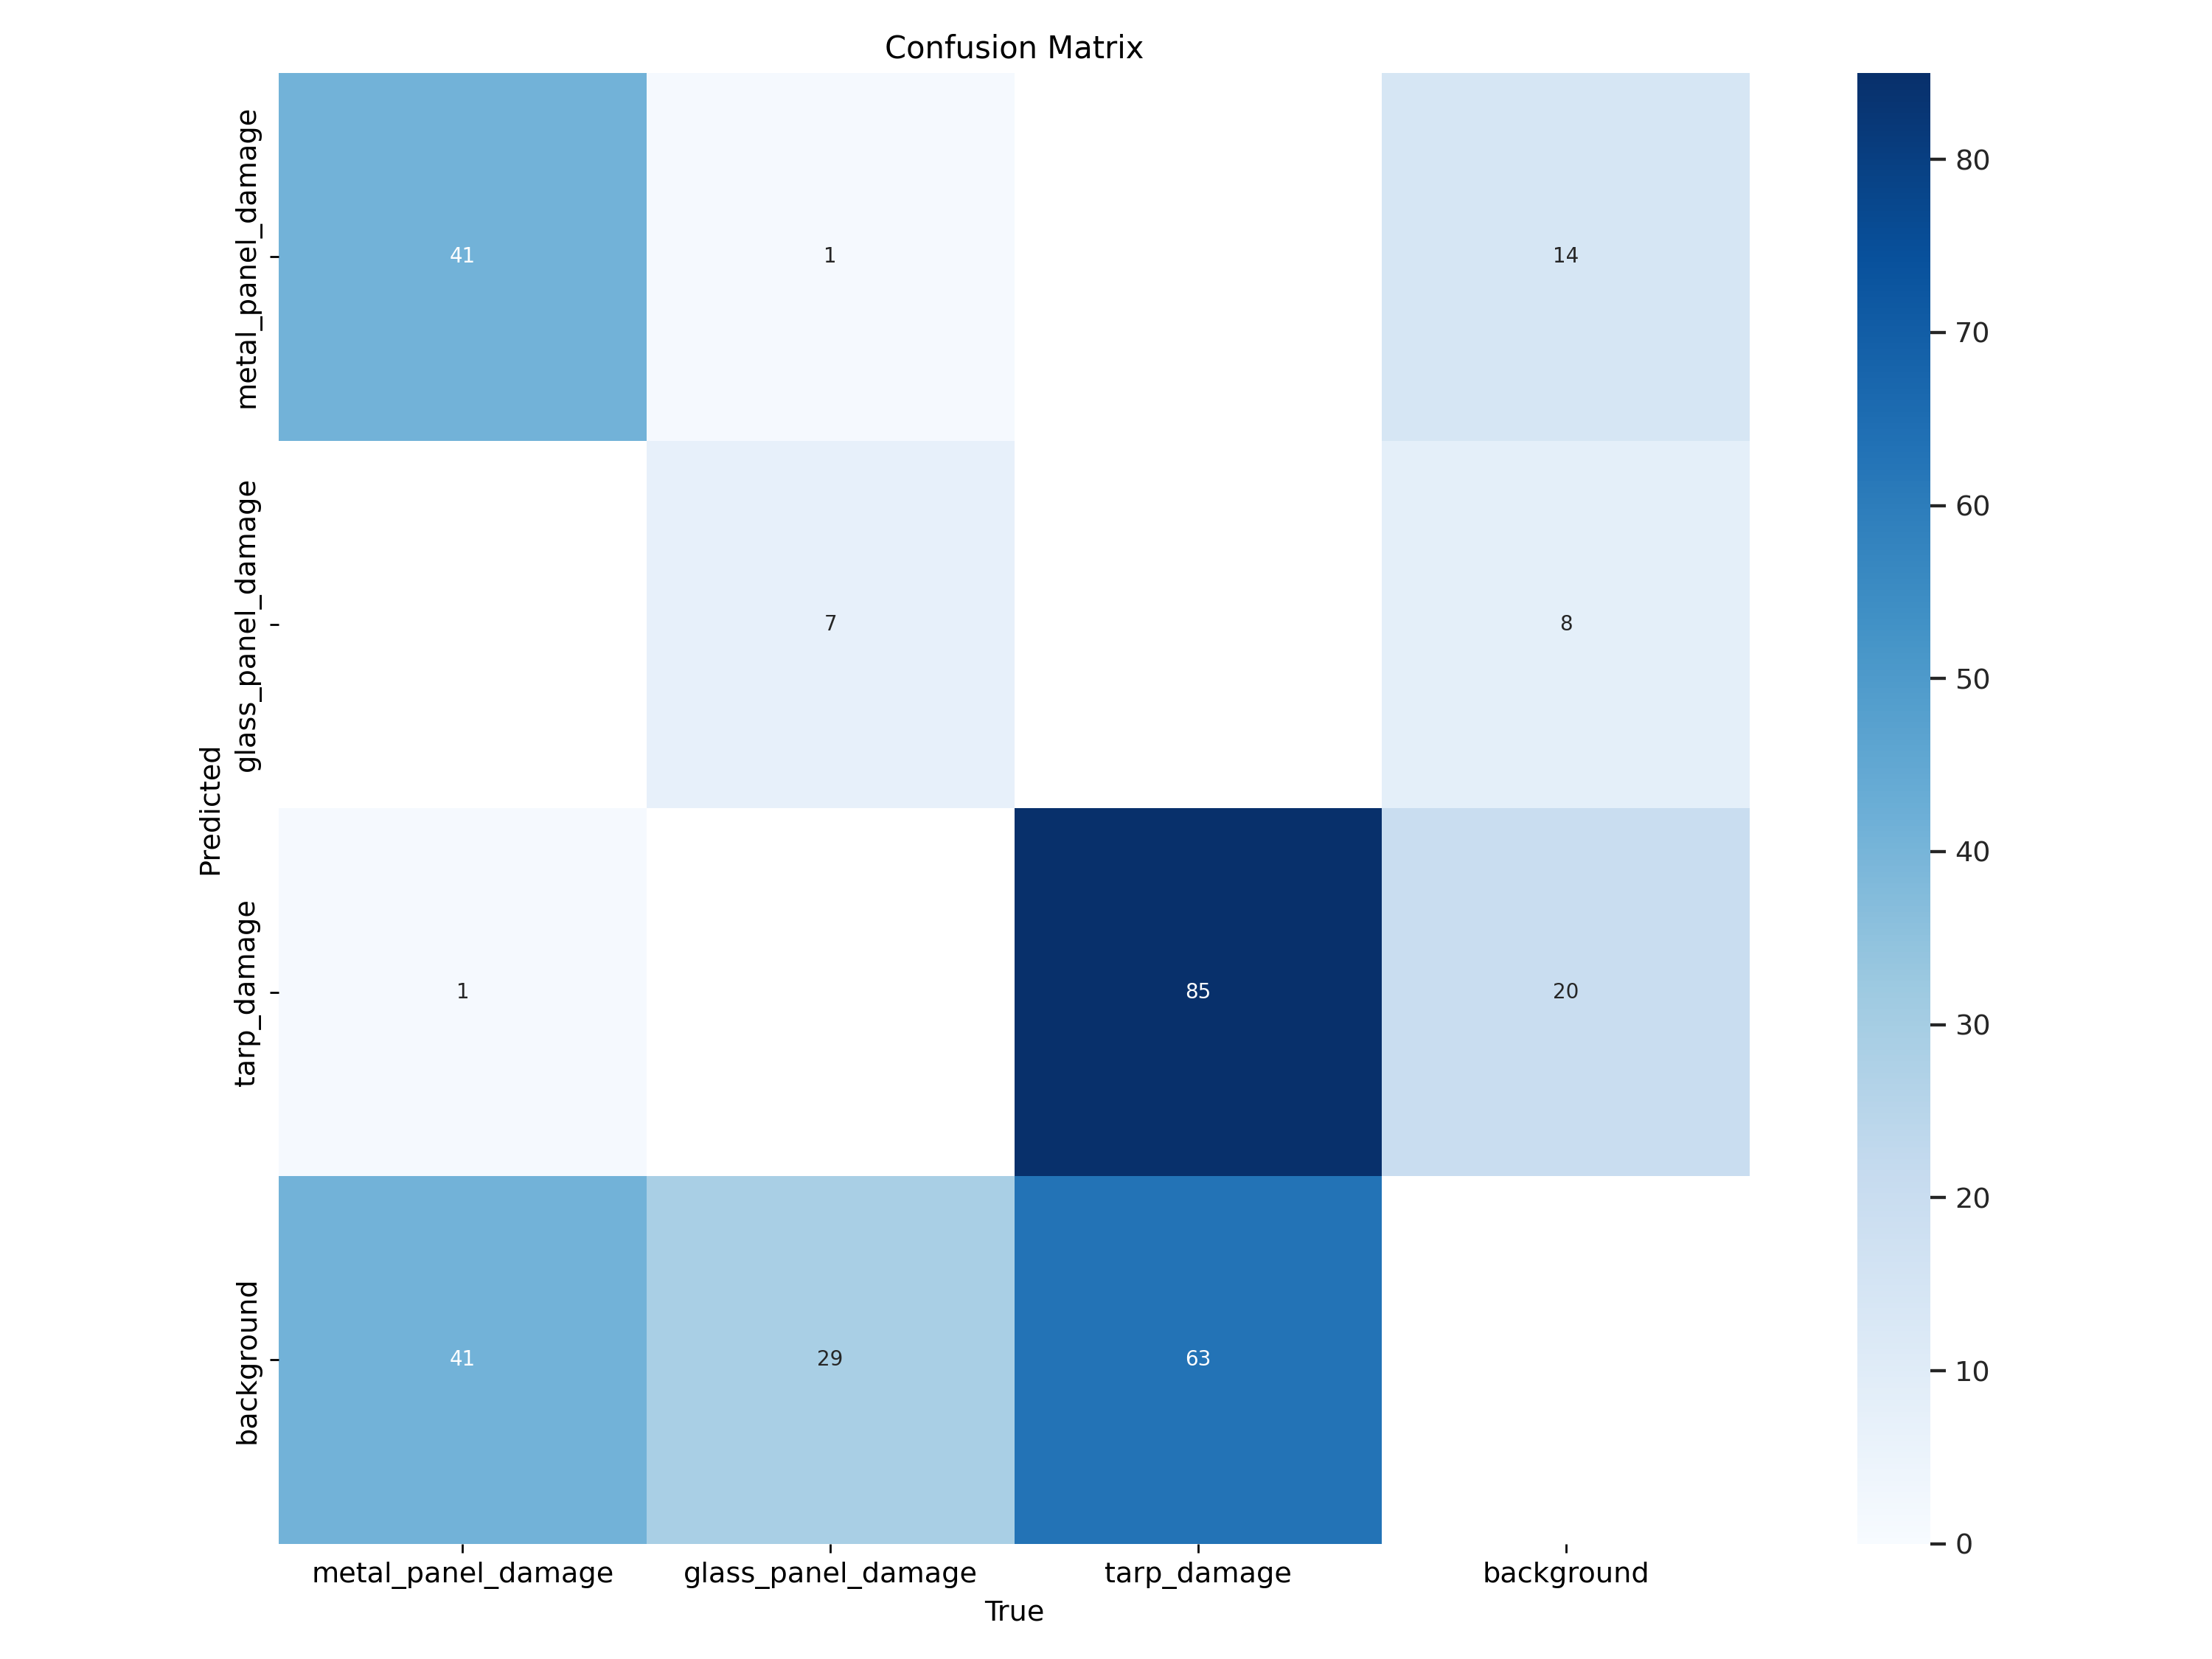 Confusion Matrix
metal_panel_damage
41
1
14
80
70
glass_panel_damage
7
8
60
50
Predicted
tarp_damage
1
85
20
40
30
background
41
29
63
20
10
0
metal_panel_damage
glass_panel_damage
tarp_damage
background
True